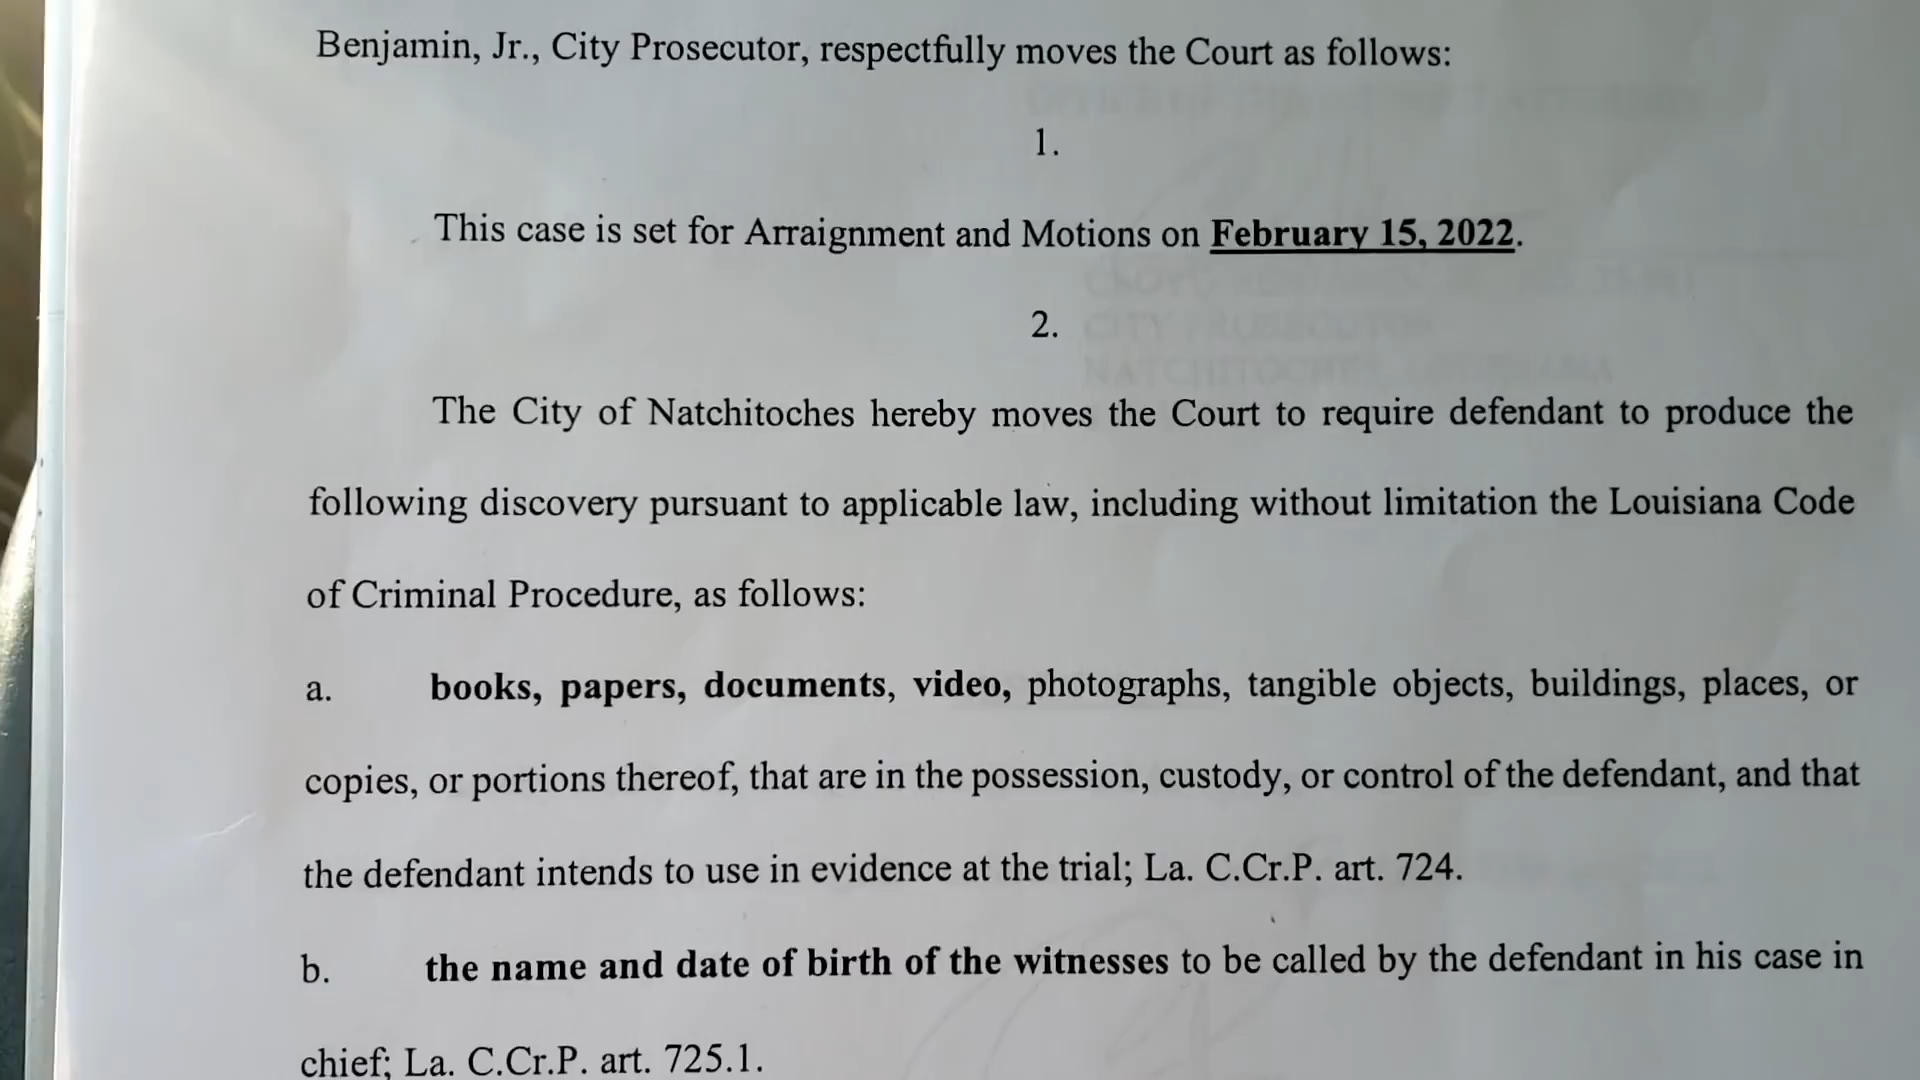 Benjamin, Jr., City Prosecutor, respectfully moves the Court as follows:
1.
This case is set for Arraignment and Motions on February 15, 2022.
2.
The City of Natchitoches hereby moves the Court to require defendant to produce the
following discovery pursuant to applicable law, including without limitation the Louisiana Code
of Criminal Procedure, as follows:
a. books, papers, documents, video, photographs, tangible objects, buildings, places, or
copies, or portions thereof, that are in the possession, custody, or control of the defendant, and that
the defendant intends to use in evidence at the trial; La. C.Cr.P. art. 724.
b. the name and date of birth of the witnesses to be called by the defendant in his case in
chief; La. C.Cr.P. art. 725.1.
CITY PROSECUTOR
NATCHITOCHES, LOUISIANA